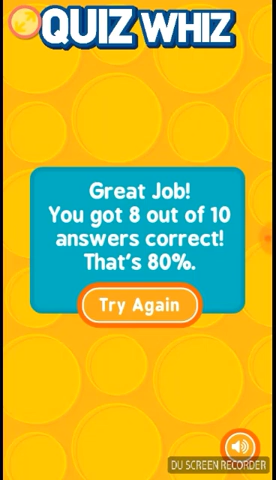 QUIZ WHIZ
Great Job!
You got 8 out of 10
answers correct!
That's 80%.
Try Again
DU SCREEN RECORDER